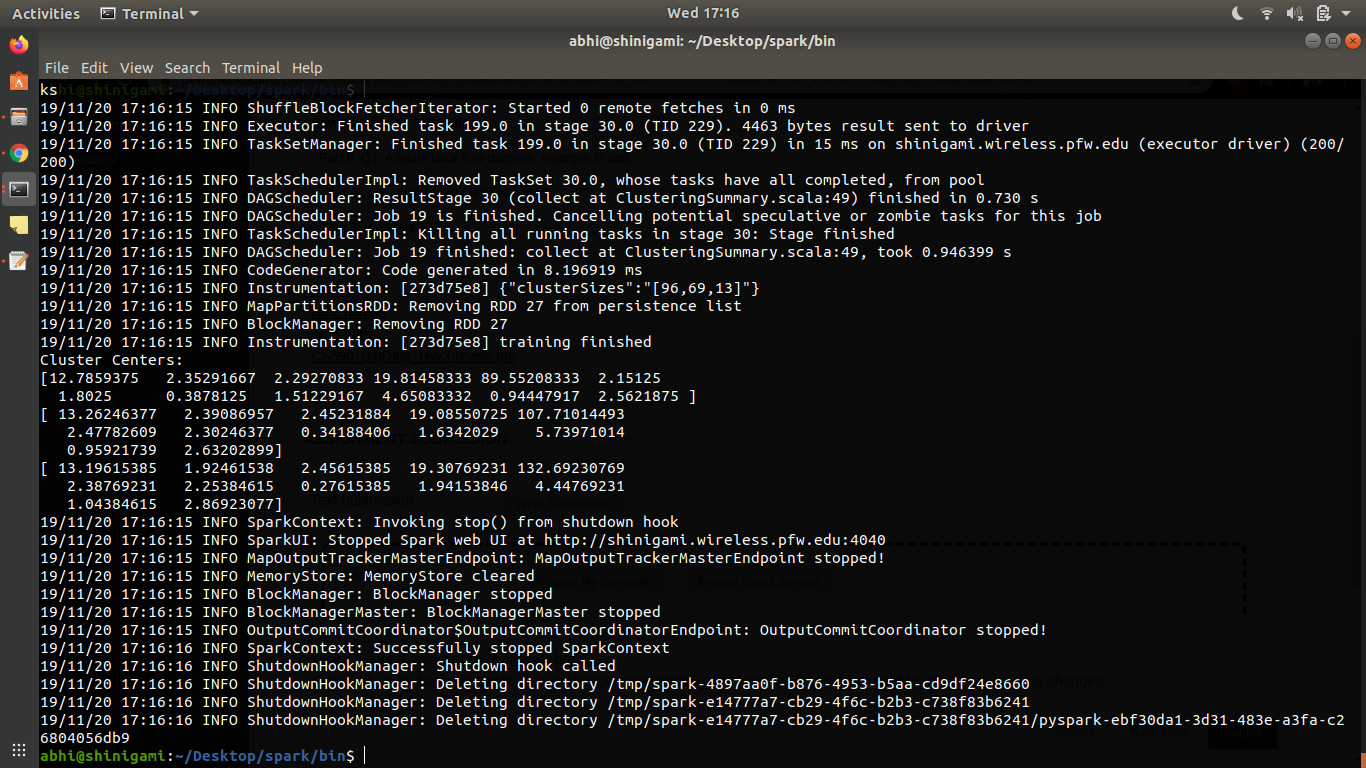 Activities Terminal Wed 17:16
abhi@shinigami: ~/Desktop/spark/bin
File Edit View Search Terminal Help
ks
19/11/20 17:16:15 INFO ShuffleBlockFetcherIterator: Started 0 remote fetches in 0 ms
19/11/20 17:16:15 INFO Executor: Finished task 199.0 in stage 30.0 (TID 229). 4463 bytes result sent to driver
19/11/20 17:16:15 INFO TaskSetManager: Finished task 199.0 in stage 30.0 (TID 229) in 15 ms on shinigami.wireless.pfw.edu (executor driver) (200/
200)
19/11/20 17:16:15 INFO TaskSchedulerImpl: Removed TaskSet 30.0, whose tasks have all completed, from pool
19/11/20 17:16:15 INFO DAGScheduler: ResultStage 30 (collect at ClusteringSummary.scala:49) finished in 0.730 s
19/11/20 17:16:15 INFO DAGScheduler: Job 19 is finished. Cancelling potential speculative or zombie tasks for this job
19/11/20 17:16:15 INFO TaskSchedulerImpl: Killing all running tasks in stage 30: Stage finished
19/11/20 17:16:15 INFO DAGScheduler: Job 19 finished: collect at ClusteringSummary.scala:49, took 0.946399 s
19/11/20 17:16:15 INFO CodeGenerator: Code generated in 8.196919 ms
19/11/20 17:16:15 INFO Instrumentation: [273d75e8] {"clusterSizes":"[96,69,13]"}
19/11/20 17:16:15 INFO MapPartitionsRDD: Removing RDD 27 from persistence list
19/11/20 17:16:15 INFO BlockManager: Removing RDD 27
19/11/20 17:16:15 INFO Instrumentation: [273d75e8] training finished
Cluster Centers:
[12.7859375 2.35291667 2.29270833 19.81458333 89.55208333 2.15125
1.8025 0.3878125 1.51229167 4.65083332 0.94447917 2.5621875 ]
[ 13.26246377 2.39086957 2.45231884 19.08550725 107.71014493
2.47782609 2.30246377 0.34188406 1.6342029 5.73971014
0.95921739 2.63202899]
[ 13.19615385 1.92461538 2.45615385 19.30769231 132.69230769
2.38769231 2.25384615 0.27615385 1.94153846 4.44769231
1.04384615 2.86923077]
19/11/20 17:16:15 INFO SparkContext: Invoking stop() from shutdown hook
19/11/20 17:16:15 INFO SparkUI: Stopped Spark web UI at http://shinigami.wireless.pfw.edu:4040
19/11/20 17:16:15 INFO MapOutputTrackerMasterEndpoint: MapOutputTrackerMasterEndpoint stopped!
19/11/20 17:16:15 INFO MemoryStore: MemoryStore cleared
19/11/20 17:16:15 INFO BlockManager: BlockManager stopped
19/11/20 17:16:15 INFO BlockManagerMaster: BlockManagerMaster stopped
19/11/20 17:16:15 INFO OutputCommitCoordinator$OutputCommitCoordinatorEndpoint: OutputCommitCoordinator stopped!
19/11/20 17:16:16 INFO SparkContext: Successfully stopped SparkContext
19/11/20 17:16:16 INFO ShutdownHookManager: Shutdown hook called
19/11/20 17:16:16 INFO ShutdownHookManager: Deleting directory /tmp/spark-4897aa0f-b876-4953-b5aa-cd9df24e8660
19/11/20 17:16:16 INFO ShutdownHookManager: Deleting directory /tmp/spark-e14777a7-cb29-4f6c-b2b3-c738f83b6241
19/11/20 17:16:16 INFO ShutdownHookManager: Deleting directory /tmp/spark-e14777a7-cb29-4f6c-b2b3-c738f83b6241/pyspark-ebf30da1-3d31-483e-a3fa-c2
6804056db9
abhi@shinigami:~/Desktop/spark/bin$